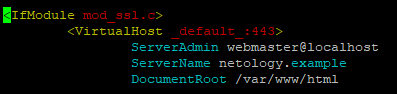 <IfModule mod_ssl.c>
<VirtualHost _default_:443>
ServerAdmin webmaster@localhost
ServerName netology.example
DocumentRoot /var/www/html